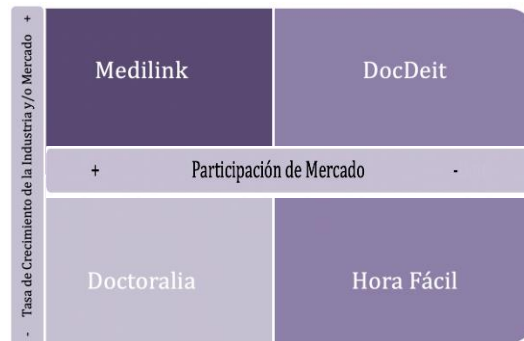 - Tasa de Crecimiento de la Industria y/o Mercado +
Medilink
DocDeit
+ Participación de Mercado -
Doctoralia
Hora Fácil